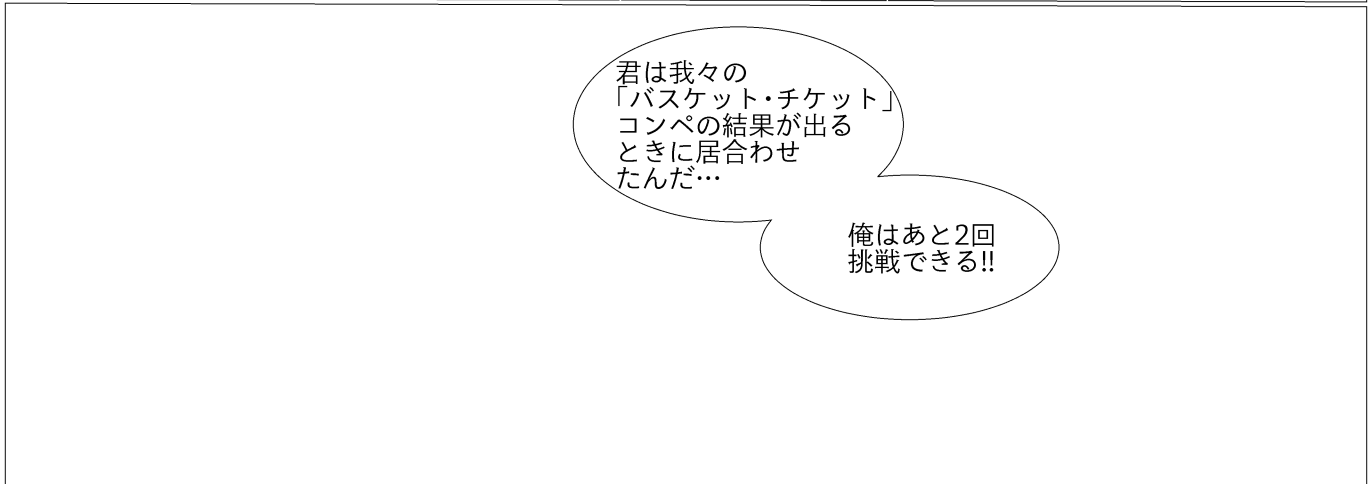 君は我々の
「バスケット・チケット」
コンペの結果が出る
ときに居合わせ
たんだ…
俺はあと2回
挑戦できる!!